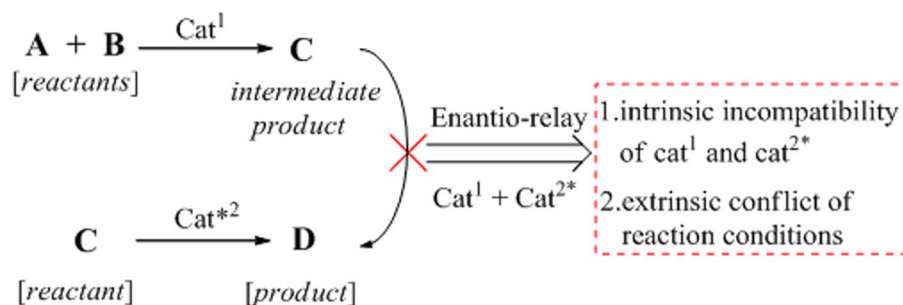 A + B
Cat¹
C
[reactants]
intermediate
product
Enantio-relay
Cat¹ + Cat²*
1.intrinsic incompatibility
of cat¹ and cat²*
2.extrinsic conflict of
reaction conditions
C
Cat*²
D
[reactant]
[product]